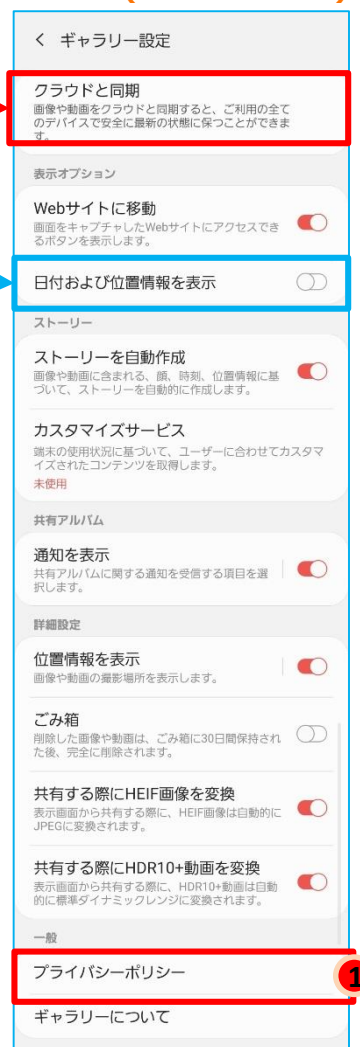 ギャラリー設定
クラウドと同期
画像や動画をクラウドと同期すると、ご利用の全て
のデバイスで安全に最新の状態に保つことができま
す。
表示オプション
Webサイトに移動
画面をキャプチャしたWebサイトにアクセスでき
るボタンを表示します。
日付および位置情報を表示
ストーリー
ストーリーを自動作成
画像や動画に含まれる、顔、時刻、位置情報に基
づいて、ストーリーを自動的に作成します。
カスタマイズサービス
端末の使用状況に基づいて、ユーザーに合わせてカスタマ
イズされたコンテンツを取得します。
未使用
共有アルバム
通知を表示
共有アルバムに関する通知を受信する項目を選
択します。
詳細設定
位置情報を表示
画像や動画の撮影場所を表示します。
ごみ箱
削除した画像や動画は、ごみ箱に30日間保持され
た後、完全に削除されます。
共有する際にHEIF画像を変換
表示画面から共有する際に、HEIF画像は自動的に
JPEGに変換されます。
共有する際にHDR10+動画を変換
表示画面から共有する際に、HDR10+動画は自動
的に標準ダイナミックレンジに変換されます。
一般
プライバシーポリシー
1
ギャラリーについて